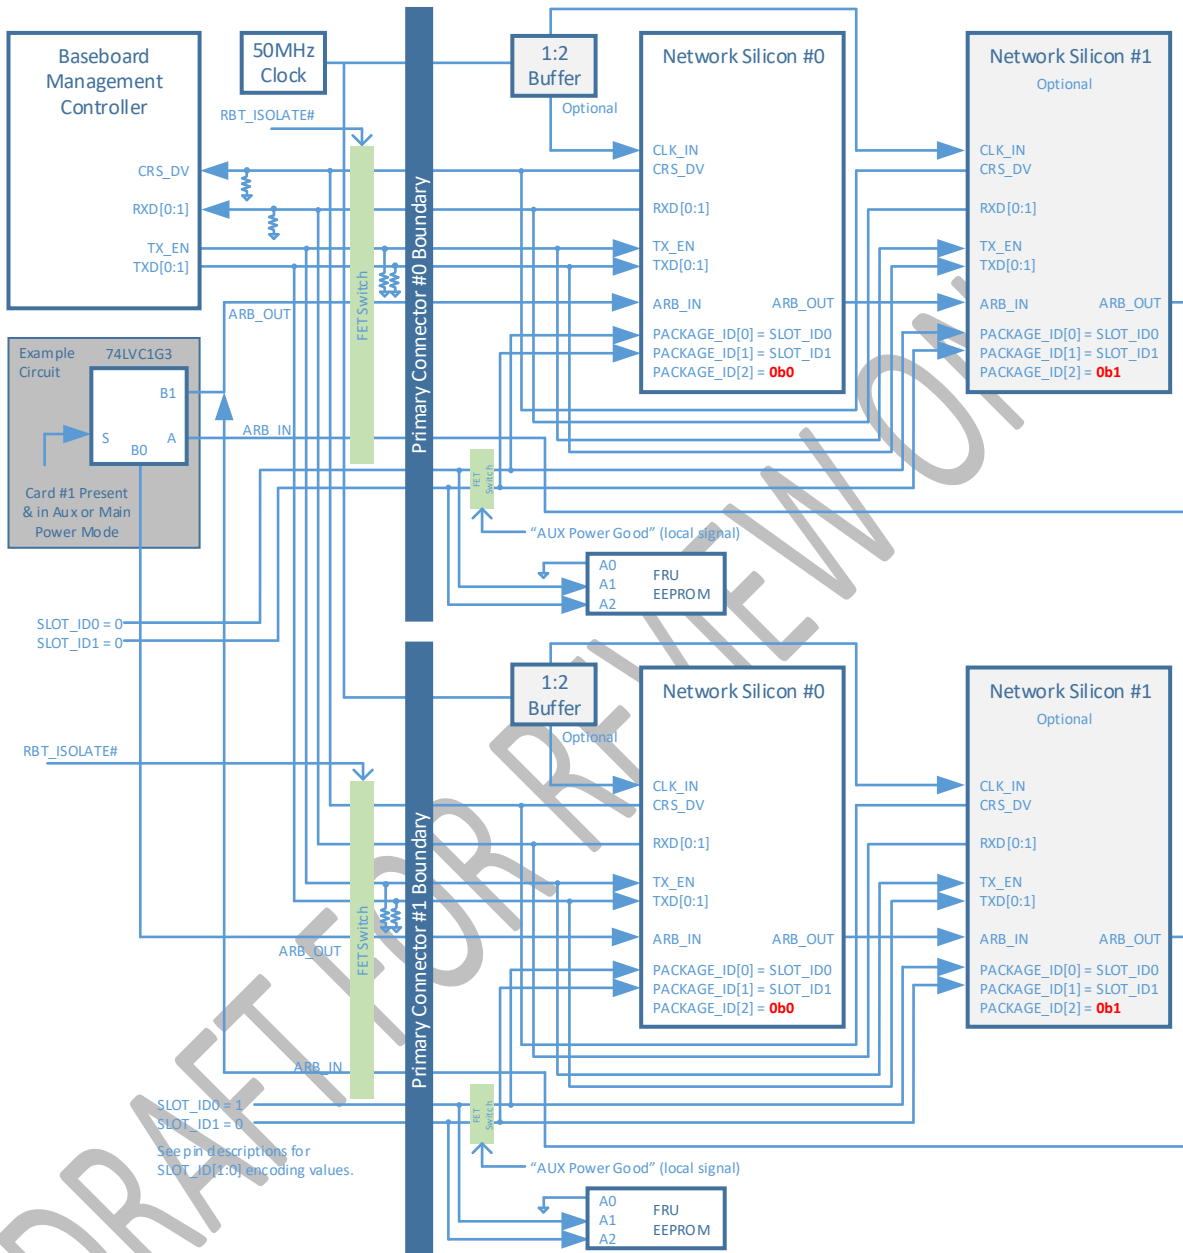 Baseboard
Management
Controller
CRS_DV
RXD[0:1]
TX_EN
TXD[0:1]
50MHz
Clock
RBT_ISOLATE#
FET Switch
Primary Connector #0 Boundary
1:2
Buffer
Optional
Network Silicon #0
CLK_IN
CRS_DV
RXD[0:1]
TX_EN
TXD[0:1]
ARB_IN
ARB_OUT
PACKAGE_ID[0] = SLOT_ID0
PACKAGE_ID[1] = SLOT_ID1
PACKAGE_ID[2] = 0b0
Network Silicon #1
Optional
CLK_IN
CRS_DV
RXD[0:1]
TX_EN
TXD[0:1]
ARB_IN
ARB_OUT
PACKAGE_ID[0] = SLOT_ID0
PACKAGE_ID[1] = SLOT_ID1
PACKAGE_ID[2] = 0b1
ARB_OUT
Example
Circuit
74LVC1G3
B1
S
A
B0
Card #1 Present
& in Aux or Main
Power Mode
ARB_IN
FET
Switch
"AUX Power Good" (local signal)
A0
A1
A2
FRU
EEPROM
SLOT_ID0 = 0
SLOT_ID1 = 0
RBT_ISOLATE#
FET Switch
Primary Connector #1 Boundary
1:2
Buffer
Optional
Network Silicon #0
CLK_IN
CRS_DV
RXD[0:1]
TX_EN
TXD[0:1]
ARB_IN
ARB_OUT
PACKAGE_ID[0] = SLOT_ID0
PACKAGE_ID[1] = SLOT_ID1
PACKAGE_ID[2] = 0b0
Network Silicon #1
Optional
CLK_IN
CRS_DV
RXD[0:1]
TX_EN
TXD[0:1]
ARB_IN
ARB_OUT
PACKAGE_ID[0] = SLOT_ID0
PACKAGE_ID[1] = SLOT_ID1
PACKAGE_ID[2] = 0b1
ARB_OUT
ARB_IN
SLOT_ID0 = 1
SLOT_ID1 = 0
See pin descriptions for
SLOT_ID[1:0] encoding values.
FET
Switch
"AUX Power Good" (local signal)
A0
A1
A2
FRU
EEPROM
DRAFT FOR REVIEW ON